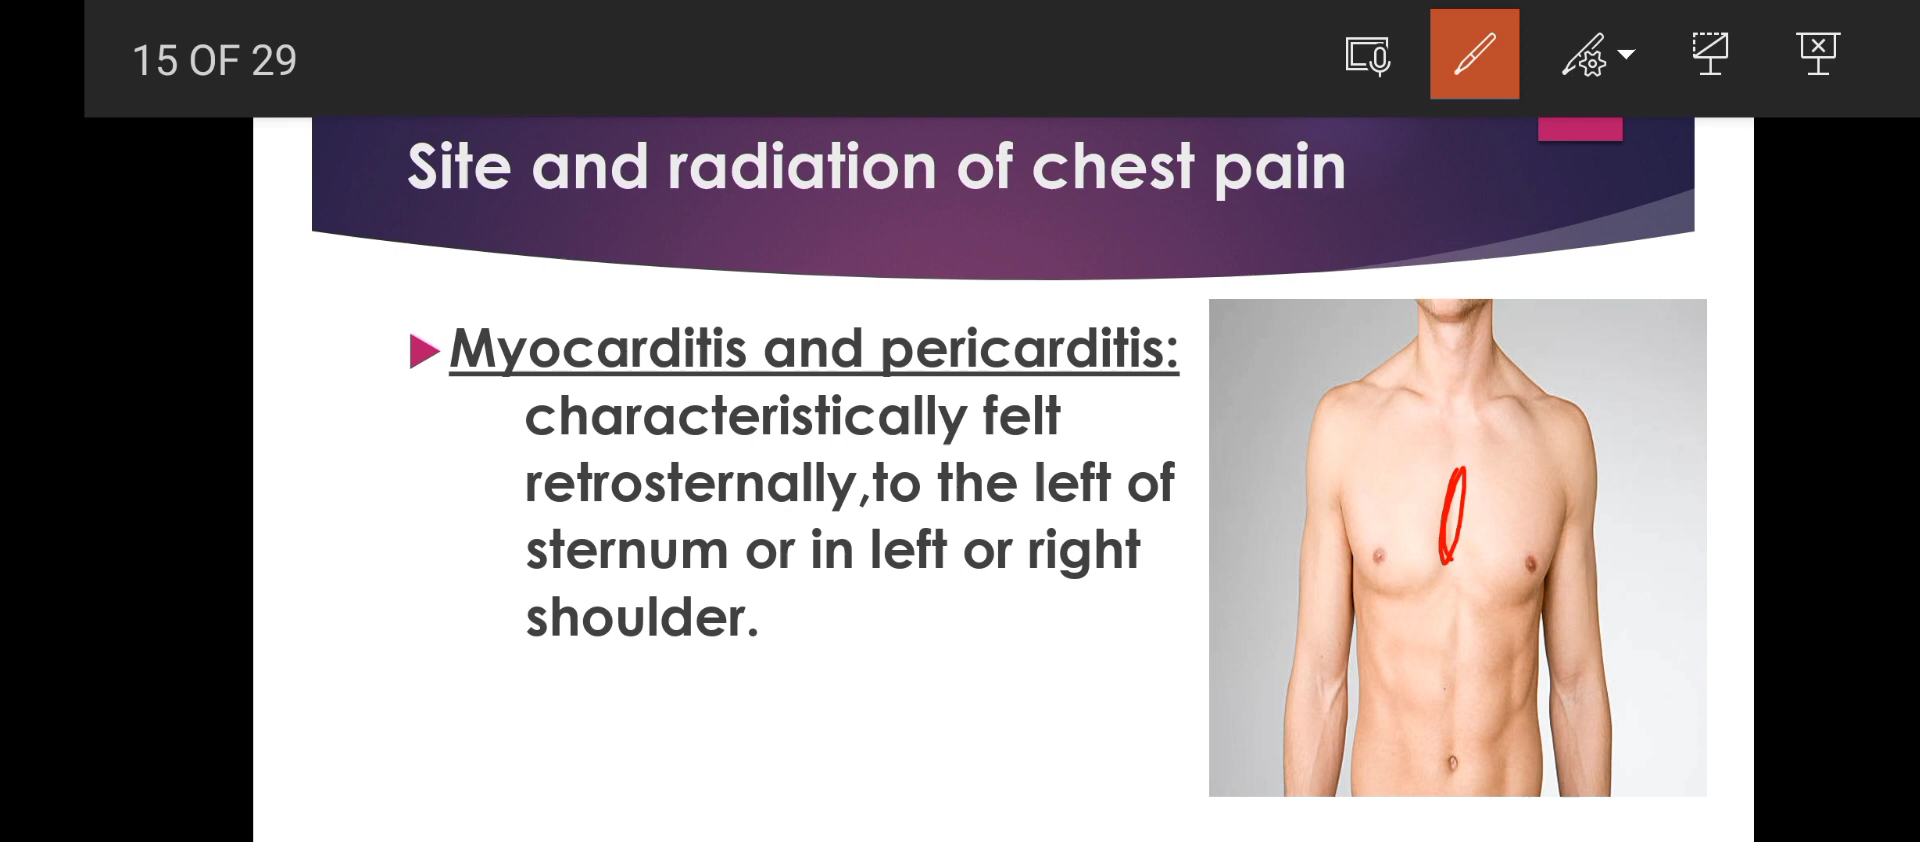 15 OF 29
Site and radiation of chest pain
Myocarditis and pericarditis:
characteristically felt
retrosternally,to the left of
sternum or in left or right
shoulder.